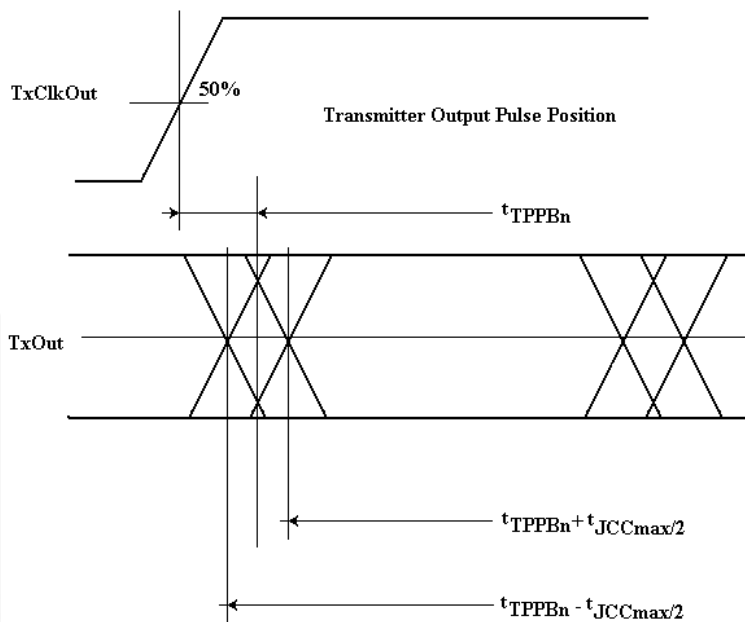 TxClkOut
50%
Transmitter Output Pulse Position
tTPPBn
TxOut
tTPPBn + tJCCmax/2
tTPPBn - tJCCmax/2